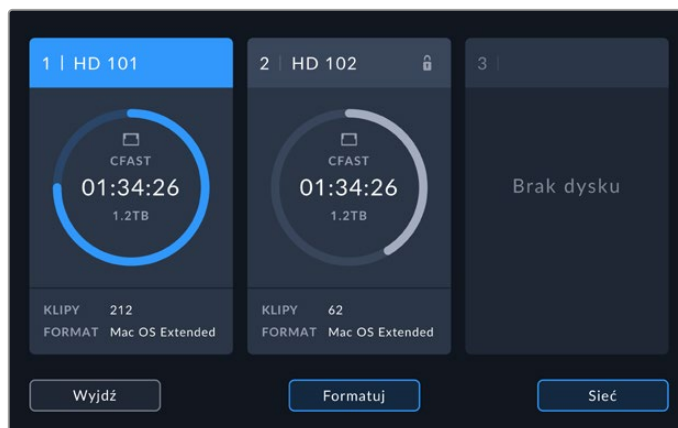 1 | HD 101
CFAST
01:34:26
1.2TB
KLIPY 212
FORMAT Mac OS Extended
2 | HD 102
CFAST
01:34:26
1.2TB
KLIPY 62
FORMAT Mac OS Extended
3 |
Brak dysku
Wyjdź
Formatuj
Sieć